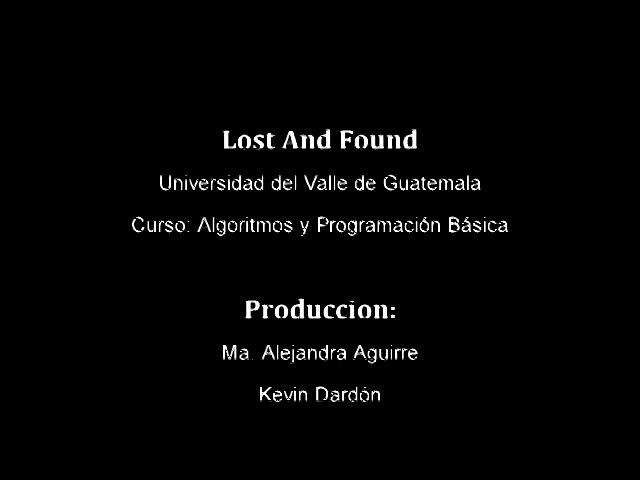 Lost And Found
Universidad del Valle de Guatemala
Curso: Algoritmos y Programación Básica
Produccion:
Ma. Alejandra Aguirre
Kevin Dardón